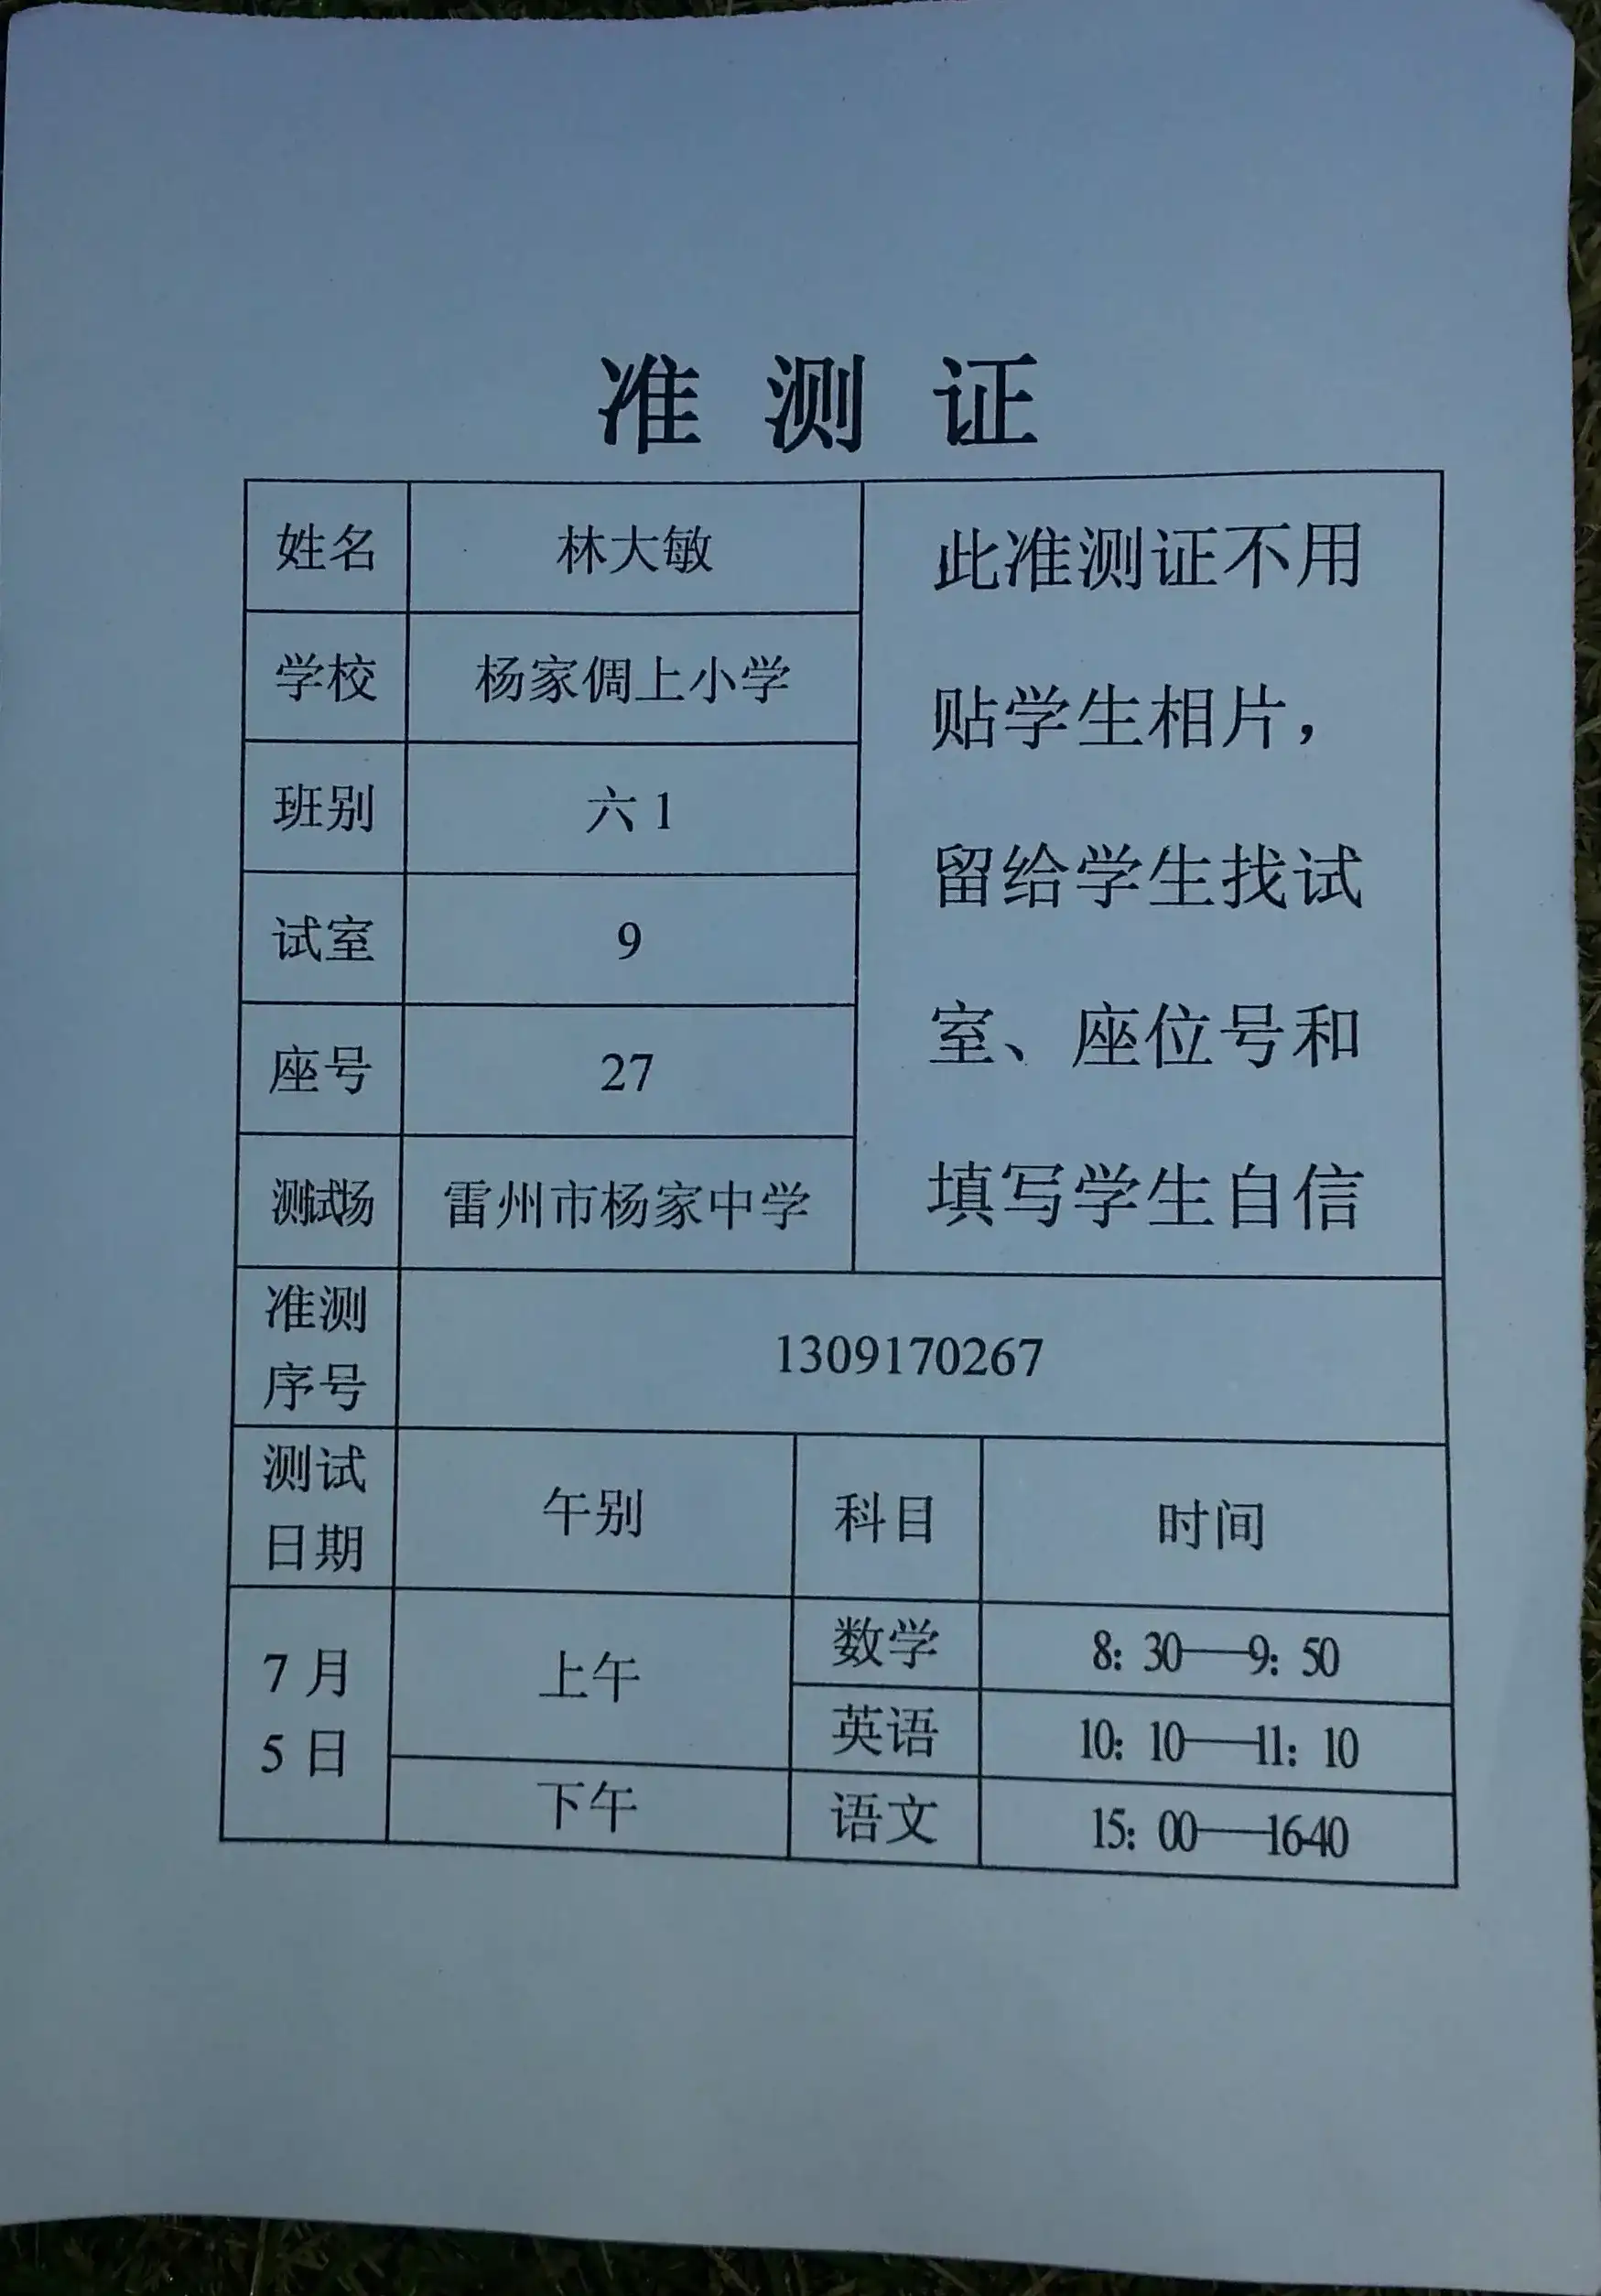 准 测 证
姓名 林大敏
学校 杨家倜上小学
班别 六 1
试室 9
座号 27
测试场 雷州市杨家中学
此准测证不用
贴学生相片，
留给学生找试
室、座位号和
填写学生自信
准测
序号
1309170267
测试
日期
午别 科目 时间
7 月
5 日
上午
数学 8：30——9：50
英语 10：10——11：10
下午 语文 15：00——1640